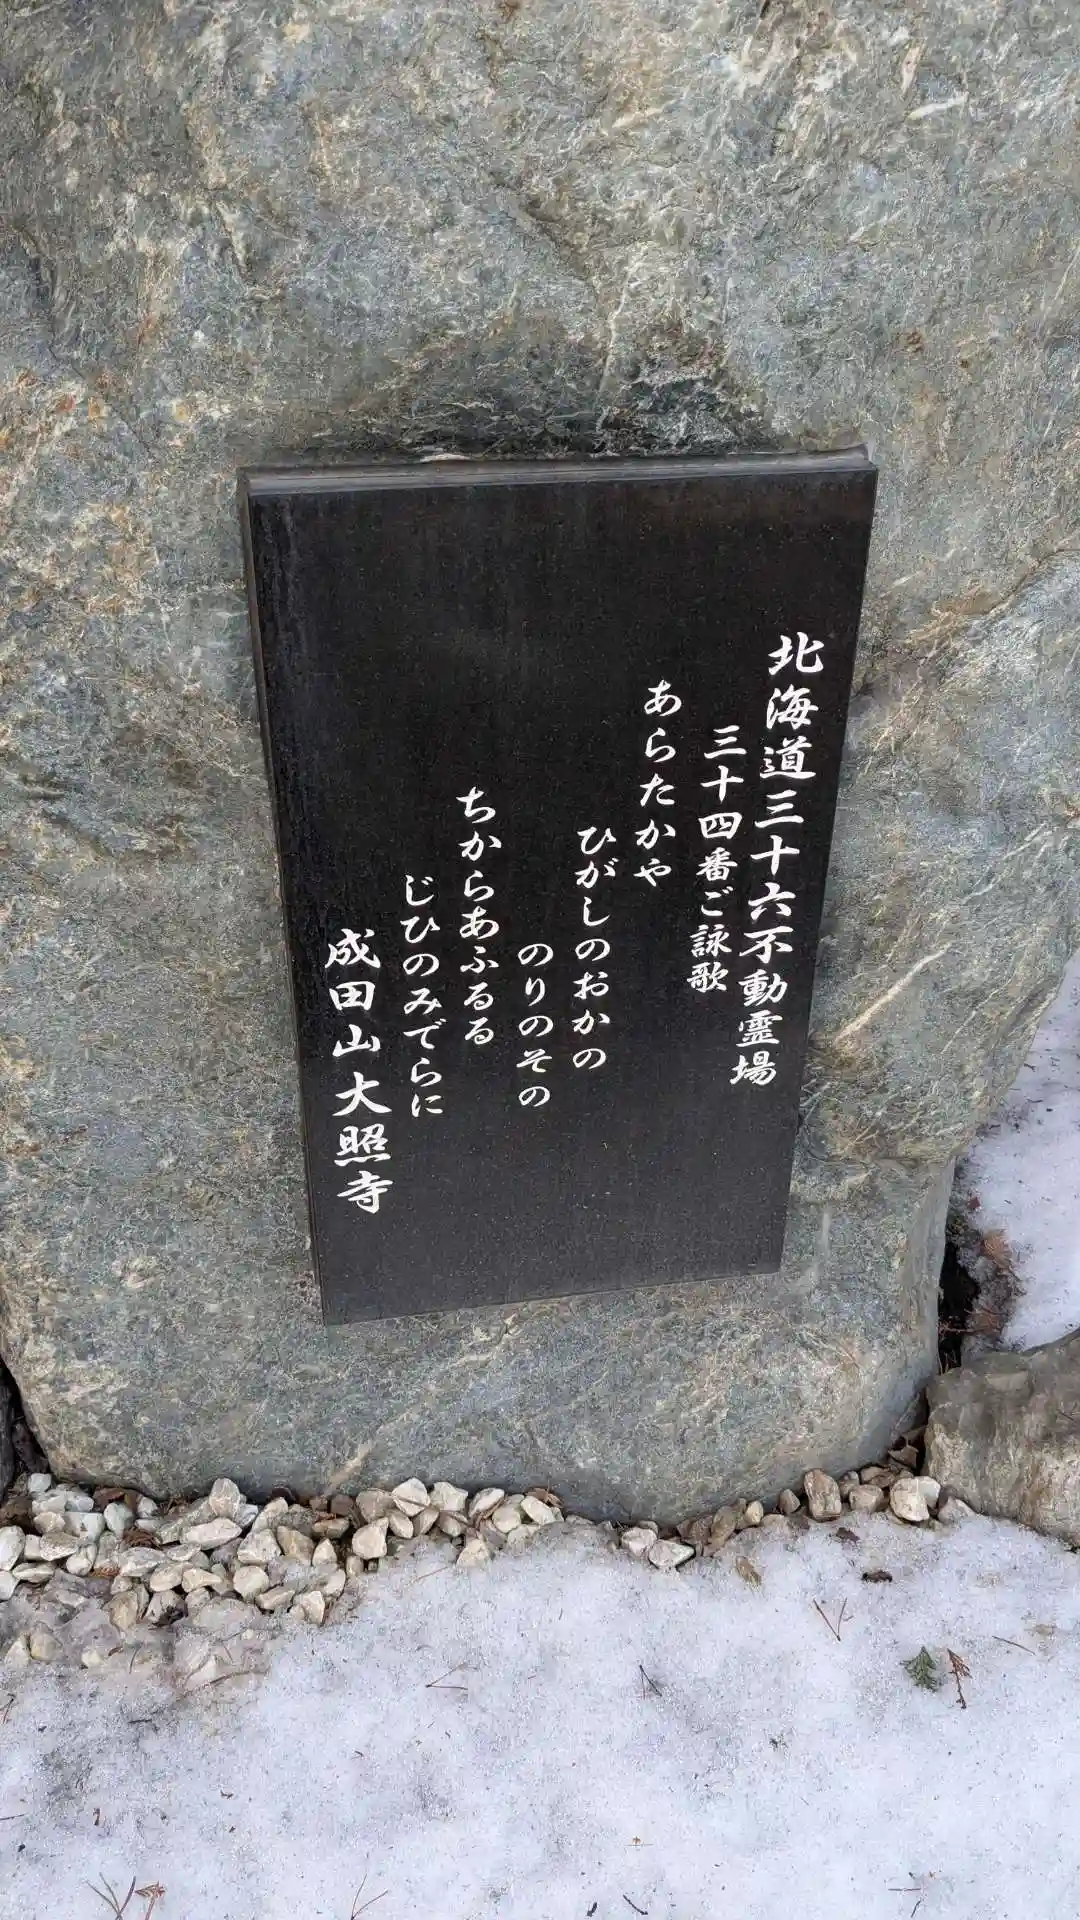 北海道三十六不動霊場
三十四番ご詠歌
あらたかや
ひがしのおかの
のりのその
ちからあふるる
じひのみでらに
成田山大照寺